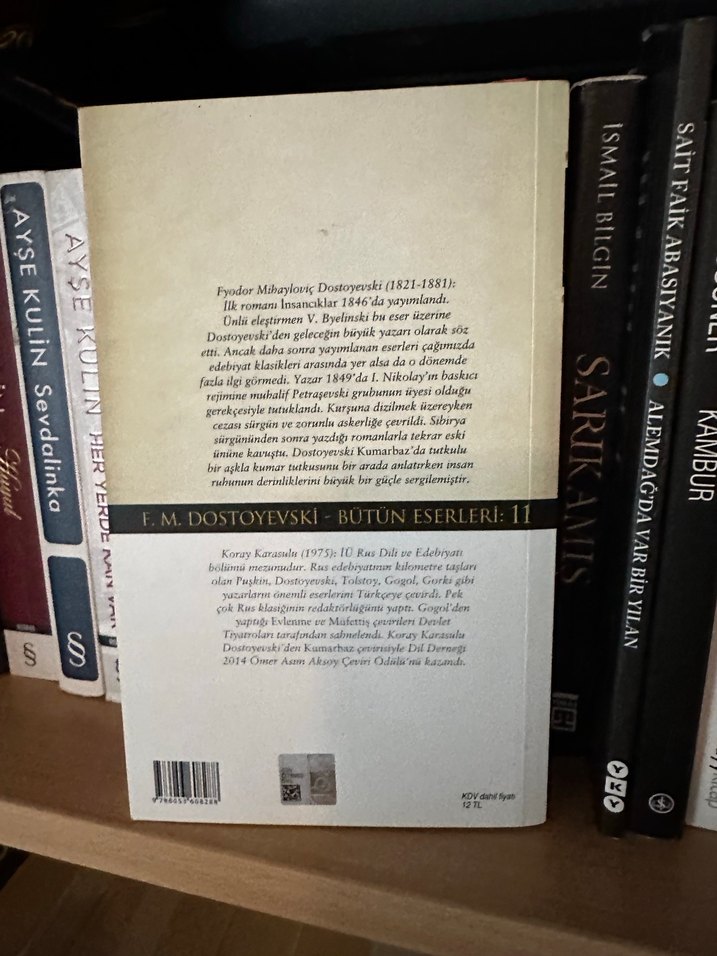 AYŞE KULİN Sevdalinka
AYŞE KULİN HER YERDE KAN VAR
Fyodor Mihayloviç Dostoyevski (1821-1881):
İlk romanı İnsancıklar 1846'da yayımlandı.
Ünlü eleştirmen V. Byelinski bu eser üzerine
Dostoyevski'den geleceğin büyük yazarı olarak söz
etti. Ancak daha sonra yayımlanan eserleri çağımızda
edebiyat klasikleri arasında yer alsa da o dönemde
fazla ilgi görmedi. Yazar 1849'da I. Nikolay'ın baskıcı
rejimine muhalif Petraşevski grubunun üyesi olduğu
gerekçesiyle tutuklandı. Kurşuna dizilmek üzereyken
cezası sürgün ve zorunlu askerliğe çevrildi. Sibirya
sürgününden sonra yazdığı romanlarla tekrar eski
ününe kavuştu. Dostoyevski Kumarbaz'da tutkulu
bir aşkla kumar tutkusunu bir arada anlatırken insan
ruhunun derinliklerini büyük bir güçle sergilemiştir.
F. M. DOSTOYEVSKİ - BÜTÜN ESERLERİ: 11
Koray Karasulu (1975): İÜ Rus Dili ve Edebiyatı
bölümü mezunudur. Rus edebiyatının kilometre taşları
olan Puşkin, Dostoyevski, Tolstoy, Gogol, Gorki gibi
yazarların önemli eserlerini Türkçeye çevirdi. Pek
çok Rus klasiğinin redaktörlüğünü yaptı. Gogol'den
yaptığı Evlenme ve Müfettiş çevirileri Devlet
Tiyatroları tarafından sahnelendi. Koray Karasulu
Dostoyevski'den Kumarbaz çevirisiyle Dil Derneği
2014 Ömer Asım Aksoy Çeviri Ödülü'nü kazandı.
9 786053 608288
KDV dahil fiyatı
12 TL
İSMAİL BİLGİN
SARIKAMIŞ
SAİT FAİK ABASIYANIK ALEMDAĞ'DA VAR BİR YILAN
YKY
KAMBUR